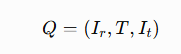 Q = (I_r, T, I_t)